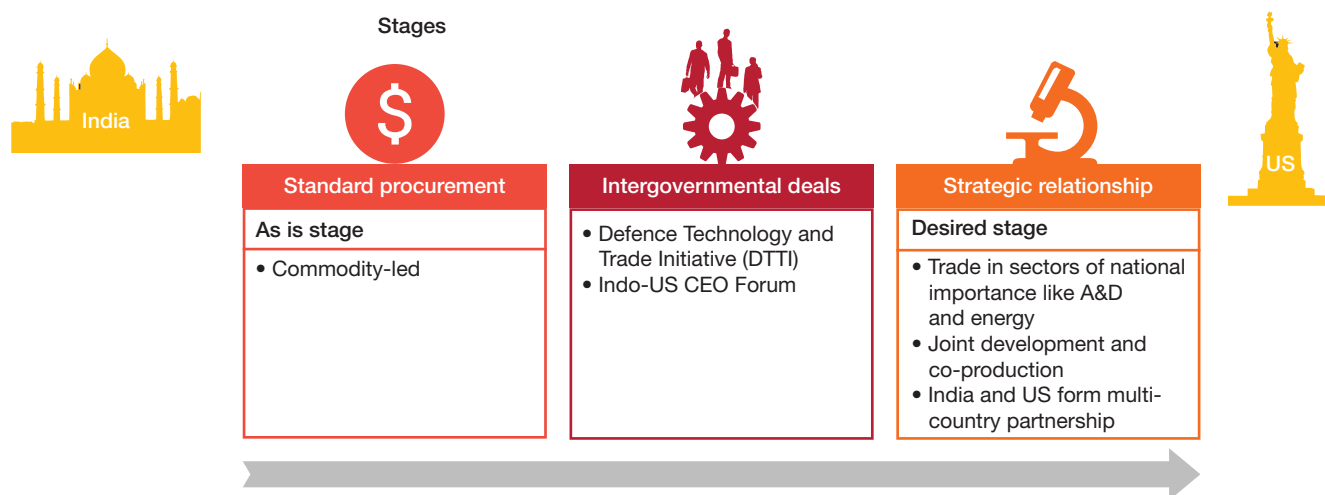 Stages
India
$
US
Standard procurement
As is stage
• Commodity-led
Intergovernmental deals
• Defence Technology and
Trade Initiative (DTTI)
• Indo-US CEO Forum
Strategic relationship
Desired stage
• Trade in sectors of national
importance like A&D
and energy
• Joint development and
co-production
• India and US form multi-
country partnership